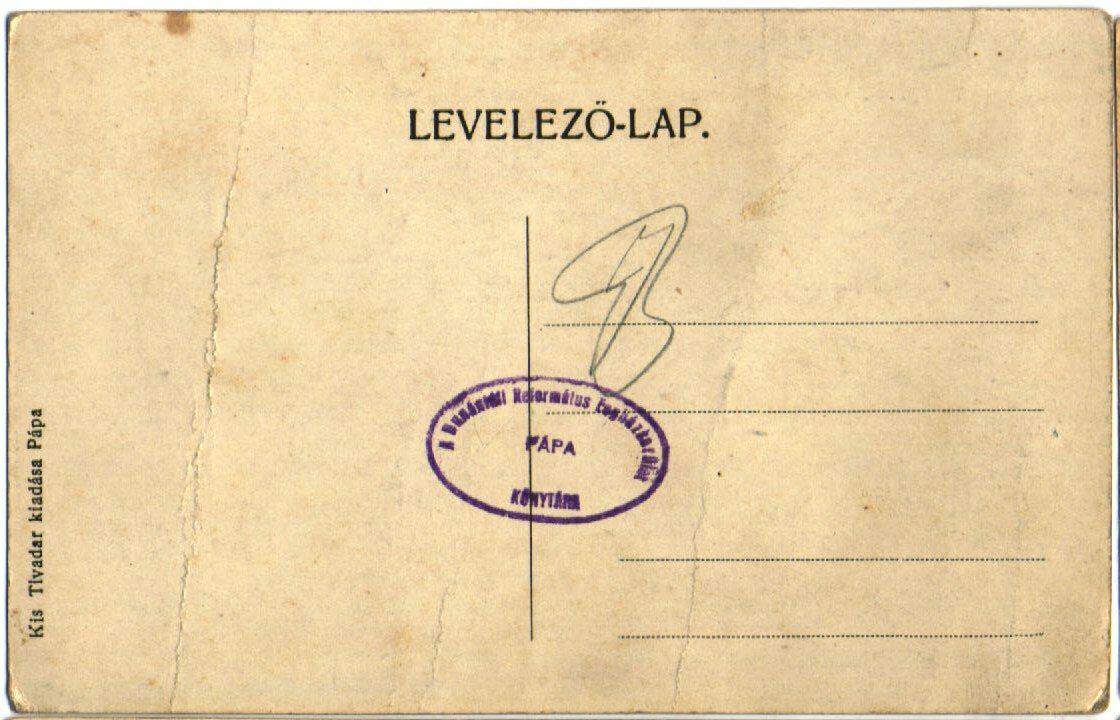 LEVELEZŐ-LAP.
A Dunántúli Református Egyházkerület
PÁPA
KÖNYTÁRA
Kis Tivadar kiadása Pápa